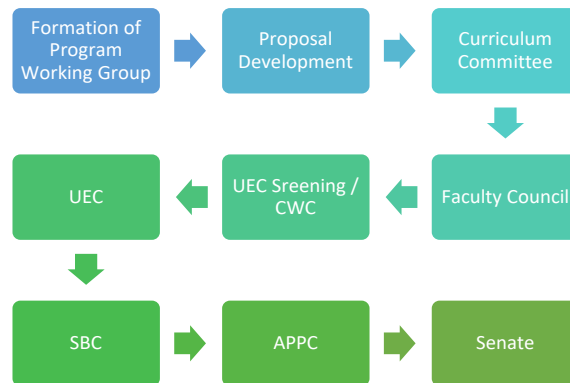 Formation of
Program
Working Group
Proposal
Development
Curriculum
Committee
Faculty Council
UEC Sreening /
CWC
UEC
SBC
APPC
Senate